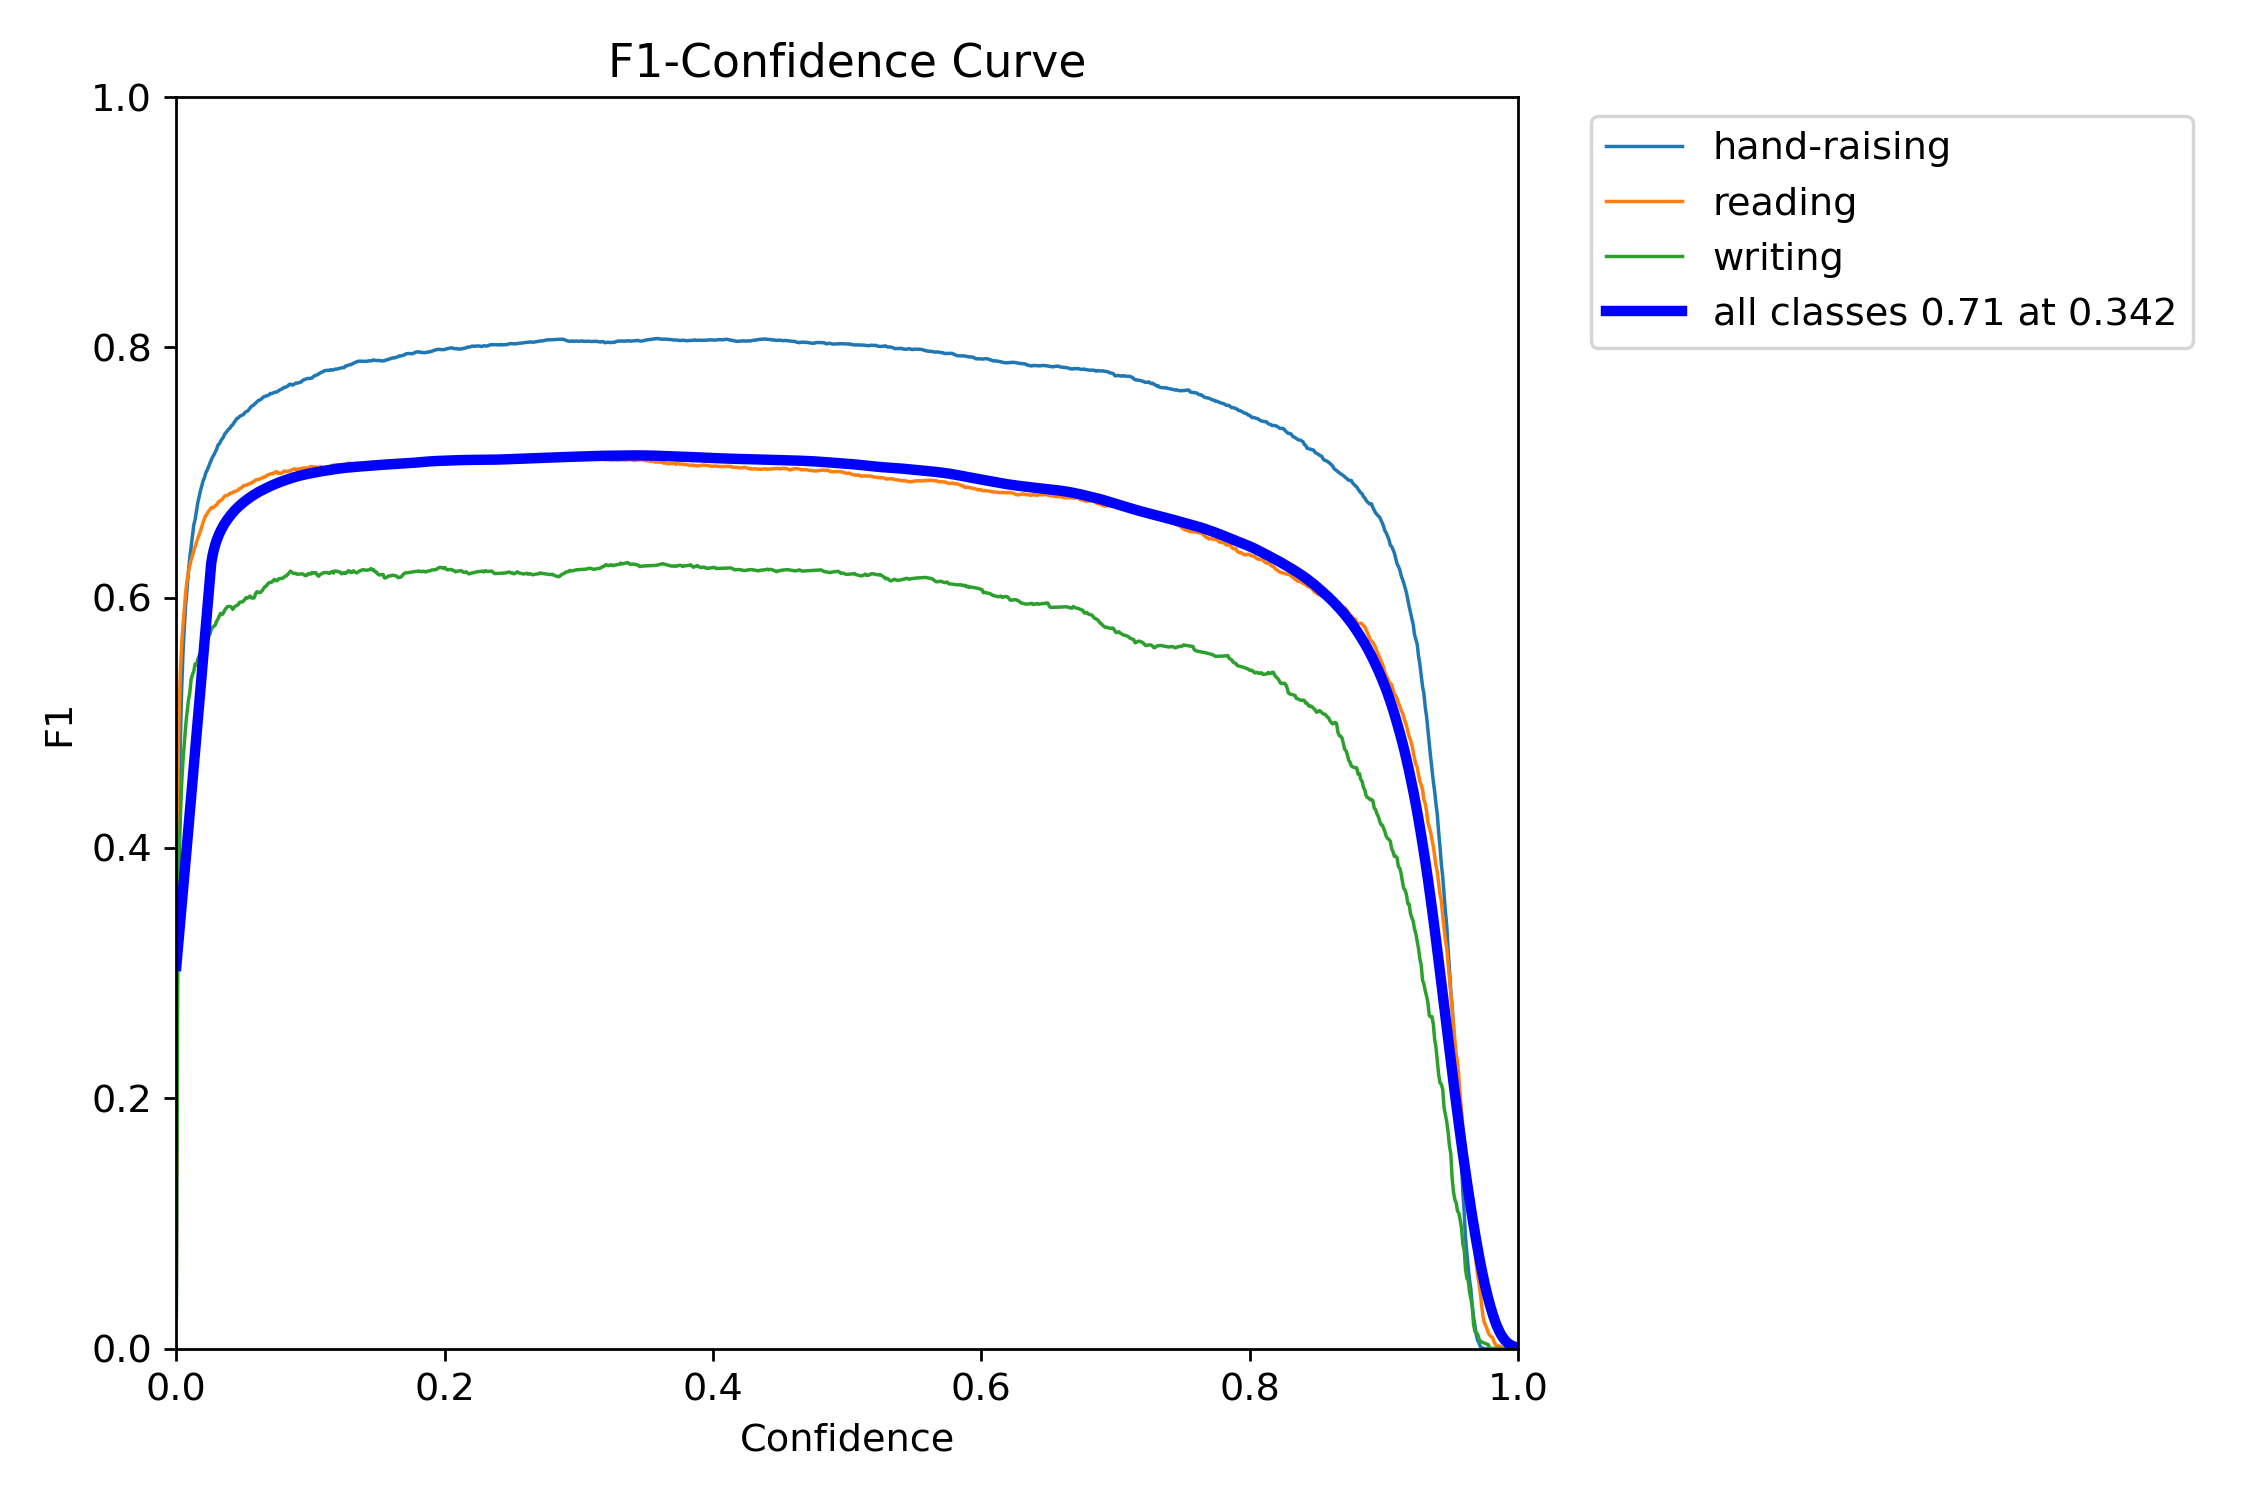 F1-Confidence Curve
1.0
0.8
0.6
0.4
0.2
0.0
F1
0.0 0.2 0.4 0.6 0.8 1.0
Confidence
hand-raising
reading
writing
all classes 0.71 at 0.342